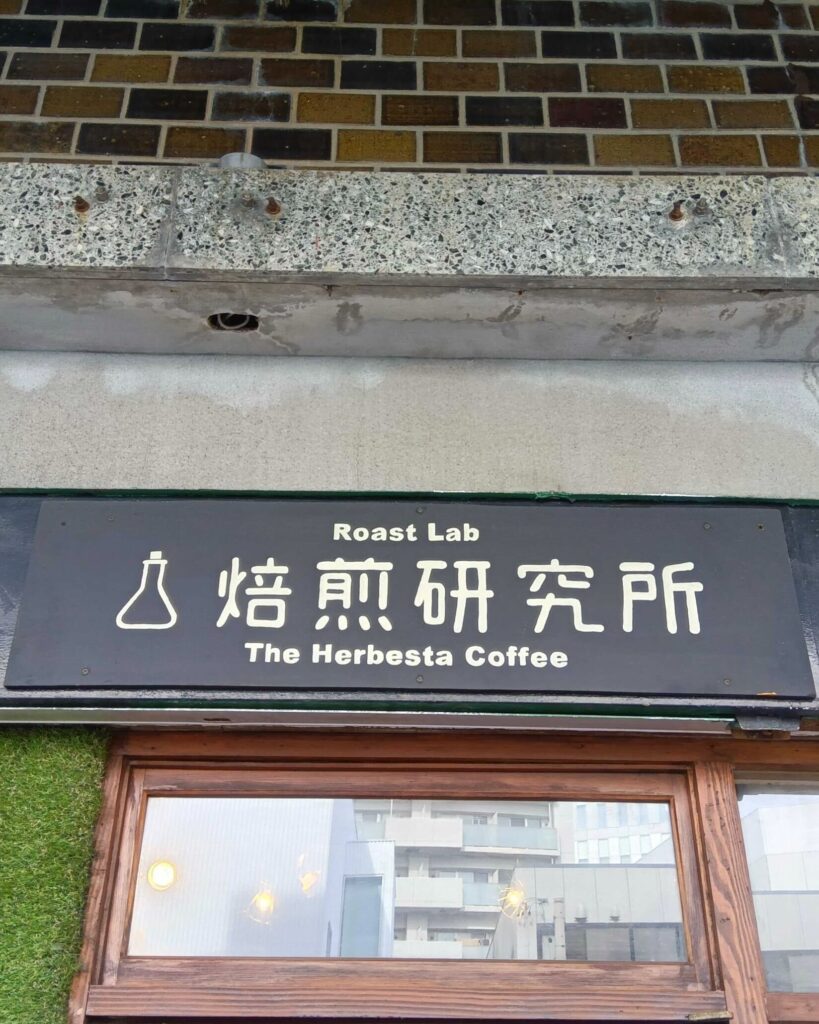 Roast Lab
焙煎研究所
The Herbesta Coffee